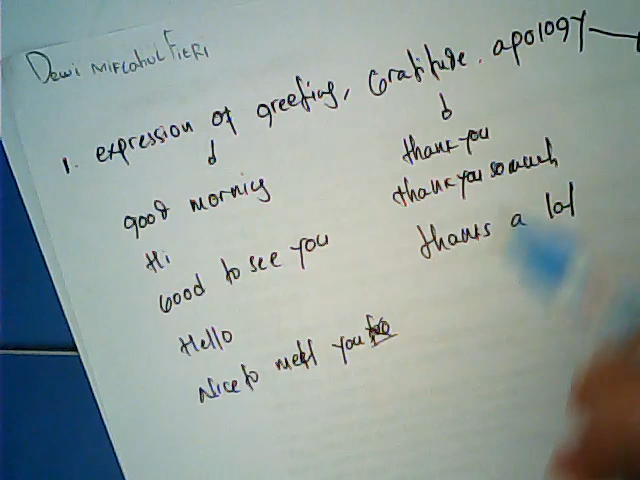 Dewi MIFtahul FItRI
1. expression of greeting, Gratitude. apology
good morning
Hi
Good to see you
Hello
Nice to meet you
thank you
thank you so much
thanks a lot